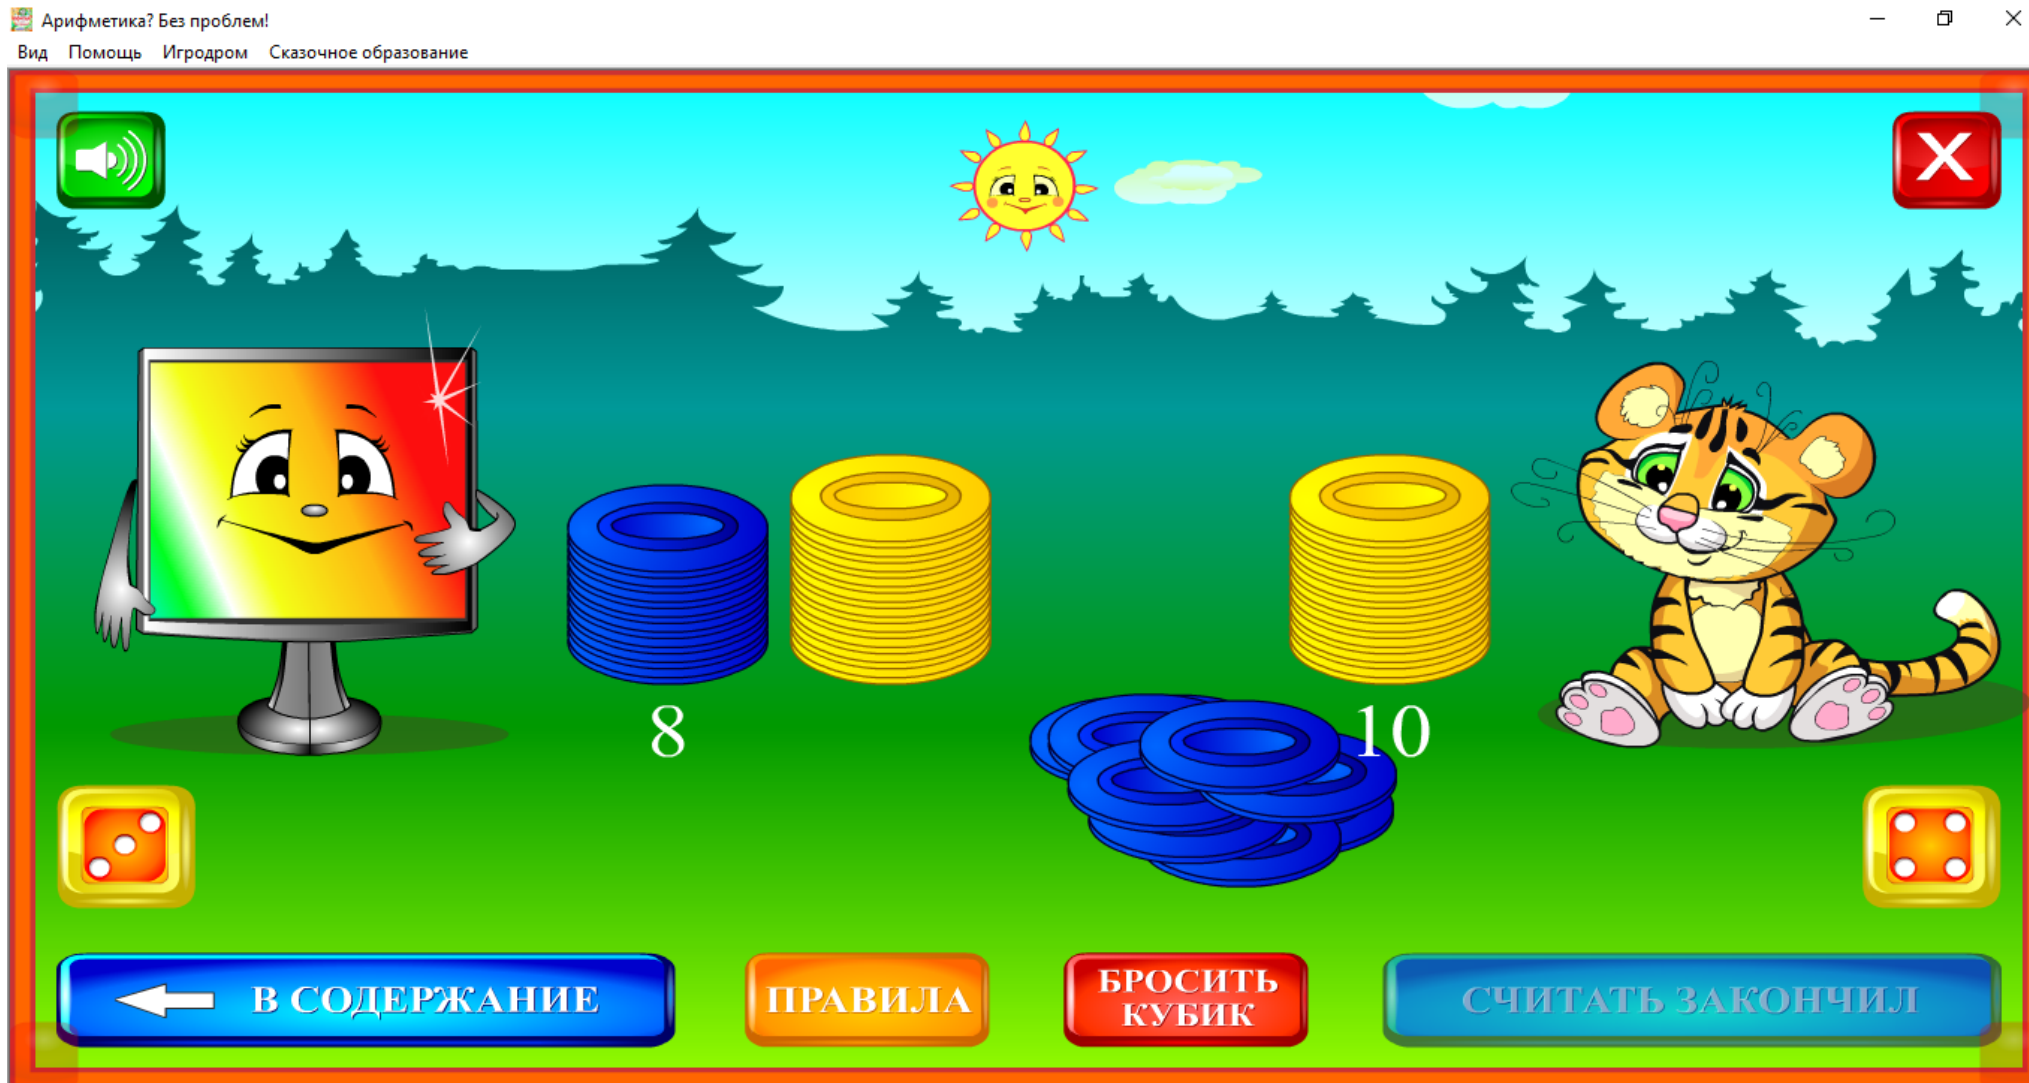 Арифметика? Без проблем!
Вид Помощь Игродром Сказочное образование
8
10
В СОДЕРЖАНИЕ
ПРАВИЛА
БРОСИТЬ
КУБИК
СЧИТАТЬ ЗАКОНЧИЛ